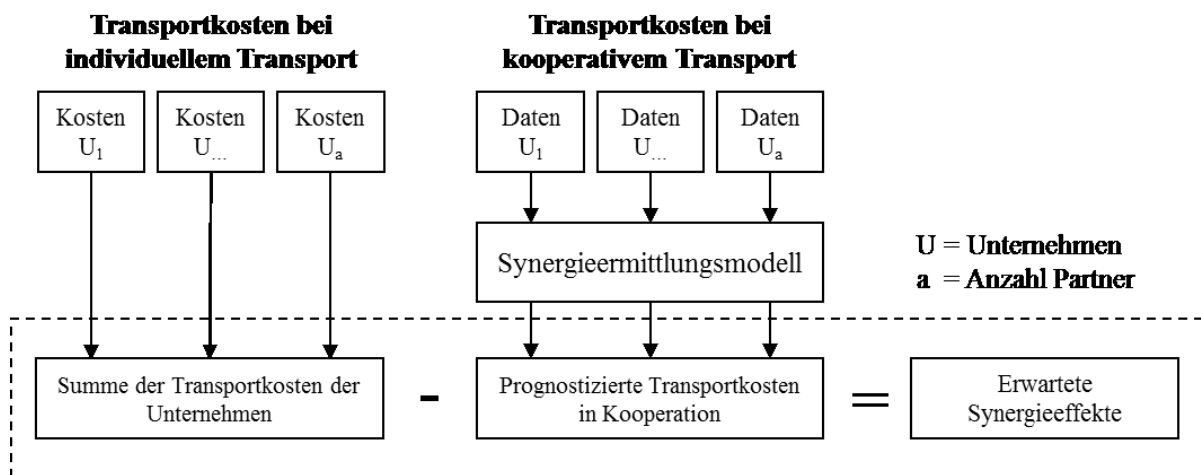 Transportkosten bei
individuellem Transport
Transportkosten bei
kooperativem Transport
Kosten
U1
Kosten
U...
Kosten
Ua
Daten
U1
Daten
U...
Daten
Ua
Synergieermittlungsmodell
U = Unternehmen
a = Anzahl Partner
Summe der Transportkosten der
Unternehmen
-
Prognostizierte Transportkosten
in Kooperation
=
Erwartete
Synergieeffekte